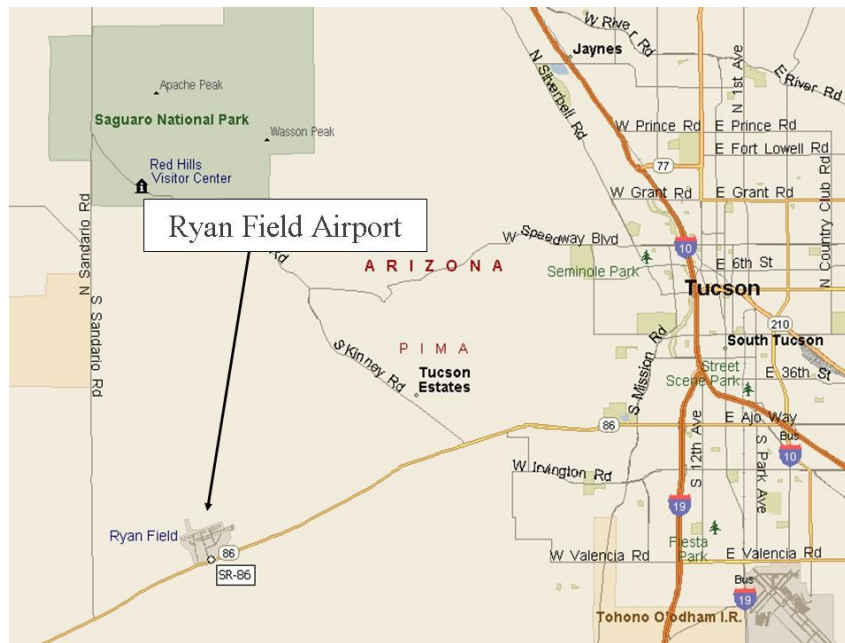 W River Rd
Jaynes
N 1st Ave
E River Rd
N Silverbell Rd
Apache Peak
Saguaro National Park
Wasson Peak
W Prince Rd
E Prince Rd
E Fort Lowell Rd
77
Red Hills
Visitor Center
W Grant Rd
E Grant Rd
N Country Club Rd
Ryan Field Airport
Rd
N Sandario Rd
W Speedway Blvd
10
ARIZONA
Seminole Park
E 6th St
Tucson
S Sandario Rd
210
S Kinney Rd
PIMA
South Tucson
Tucson
Estates
S Mission Rd
Street
Scene Park
E 36th St
86
E Ajo Way
S 12th Ave
Bus
10
S Park Ave
W Irvington Rd
19
Ryan Field
86
SR-86
Fiesta
Park
W Valencia Rd
E Valencia Rd
Bus
19
Tohono O'odham I.R.